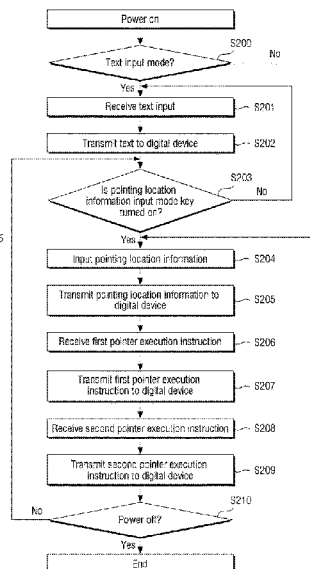 Power on
S200
Text input mode?
No
Yes
Receive text input
S201
Transmit text to digital device
S202
S203
Is pointing location
information input mode key
turned on?
No
Yes
Input pointing location information
S204
Transmit pointing location information to
digital device
S205
Receive first pointer execution instruction
S206
Transmit first pointer execution
instruction to digital device
S207
Receive second pointer execution instruction
S208
Transmit second pointer execution
instruction to digital device
S209
S210
No
Power off?
Yes
End